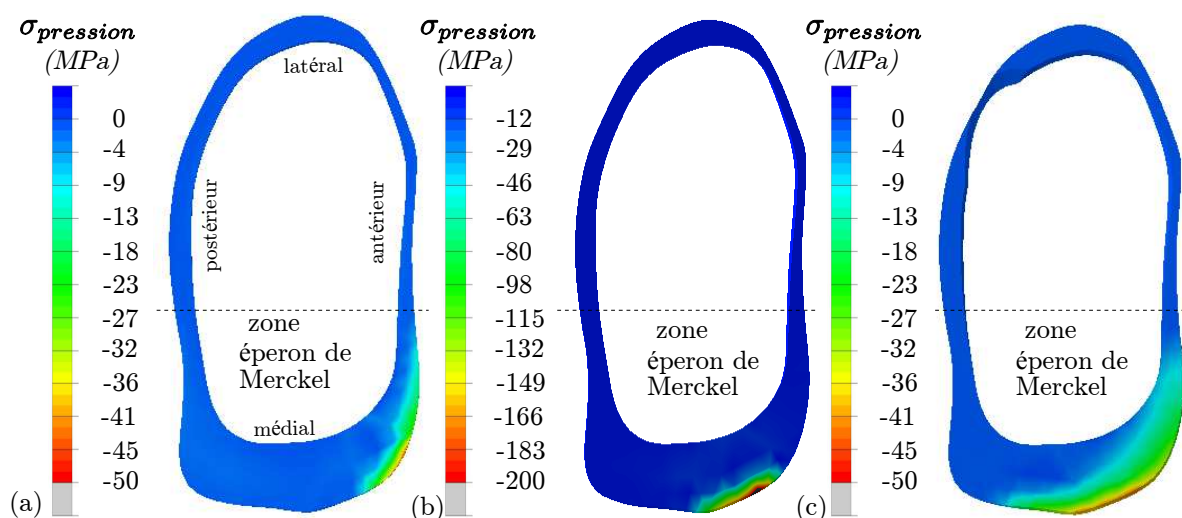 σpression
(MPa)
0
-4
-9
-13
-18
-23
-27
-32
-36
-41
-45
-50
(a)
latéral
postérieur
antérieur
zone
éperon de
Merckel
médial
σpression
(MPa)
-12
-29
-46
-63
-80
-98
-115
-132
-149
-166
-183
-200
(b)
zone
éperon de
Merckel
σpression
(MPa)
0
-4
-9
-13
-18
-23
-27
-32
-36
-41
-45
-50
(c)
zone
éperon de
Merckel